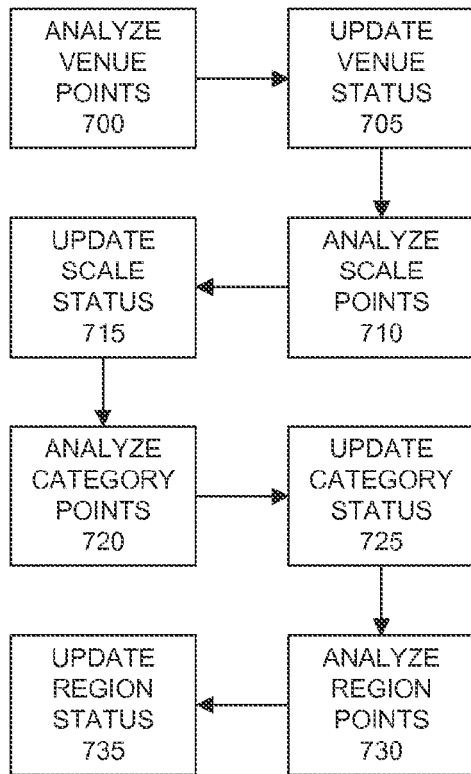 ANALYZE
VENUE
POINTS
700
UPDATE
VENUE
STATUS
705
ANALYZE
SCALE
POINTS
710
UPDATE
SCALE
STATUS
715
ANALYZE
CATEGORY
POINTS
720
UPDATE
CATEGORY
STATUS
725
ANALYZE
REGION
POINTS
730
UPDATE
REGION
STATUS
735